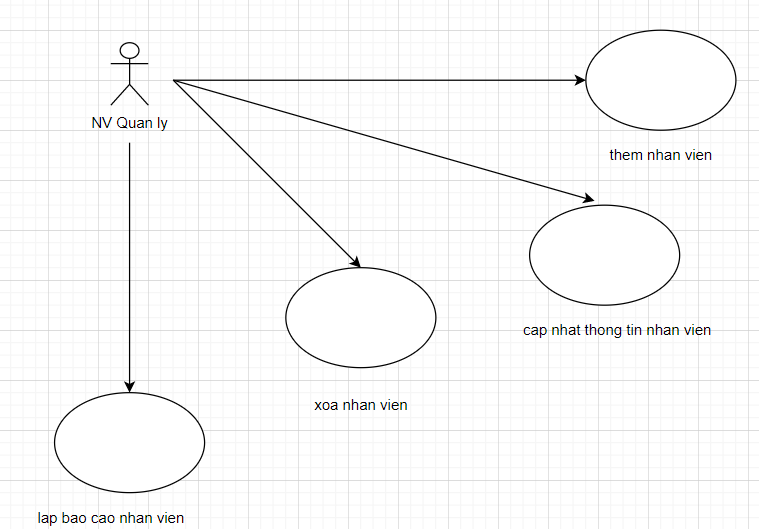 NV Quan ly
them nhan vien
cap nhat thong tin nhan vien
xoa nhan vien
lap bao cao nhan vien